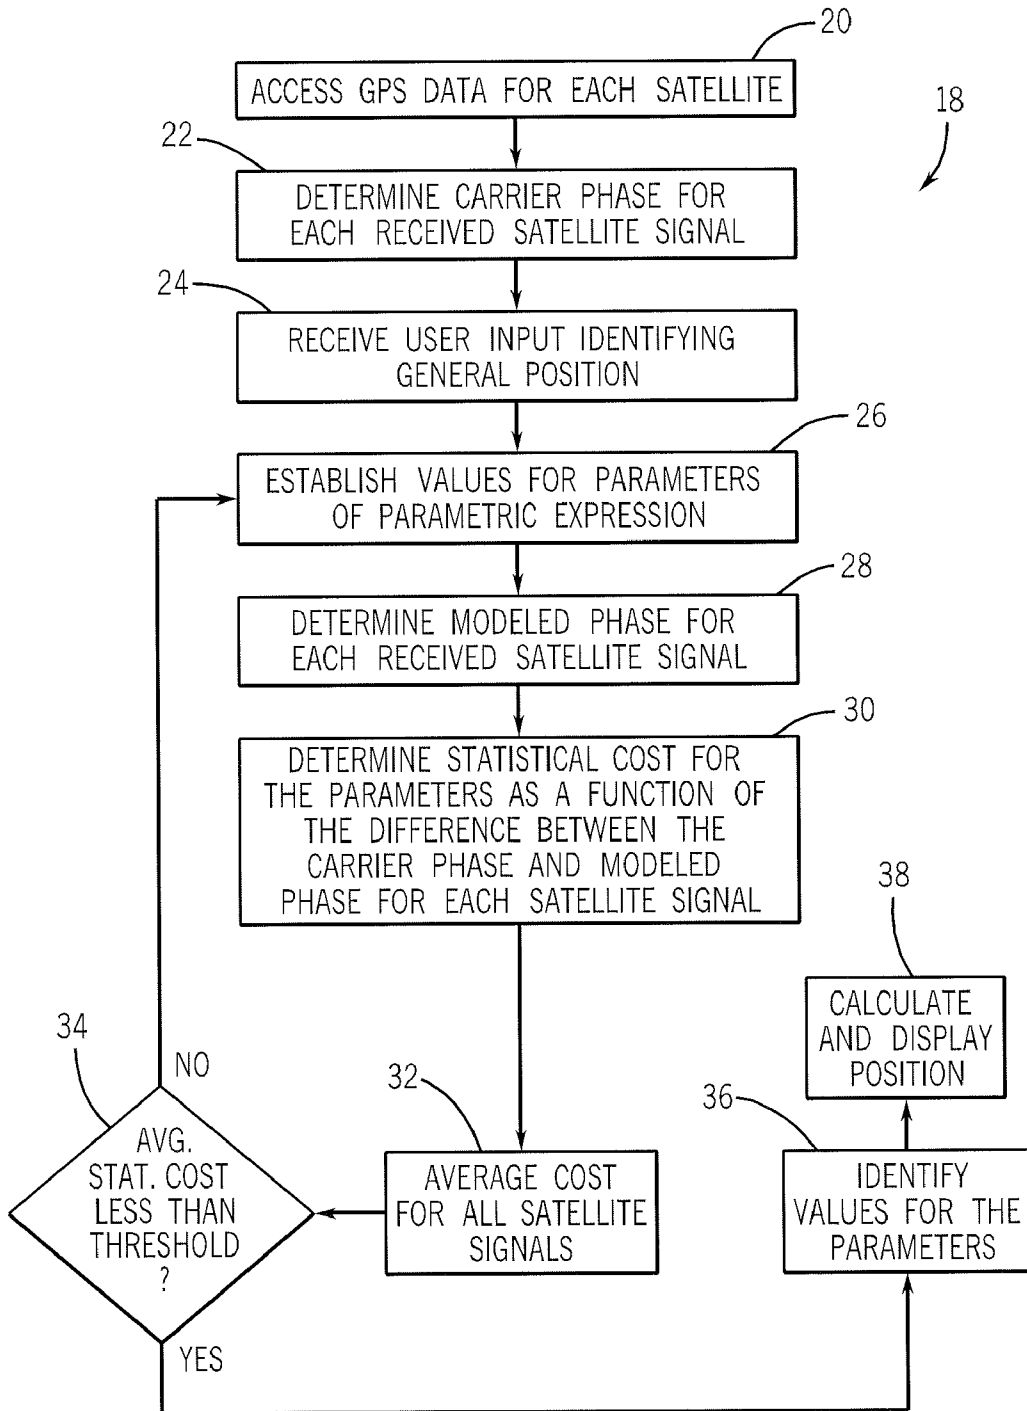 20
ACCESS GPS DATA FOR EACH SATELLITE
18
22
DETERMINE CARRIER PHASE FOR
EACH RECEIVED SATELLITE SIGNAL
24
RECEIVE USER INPUT IDENTIFYING
GENERAL POSITION
26
ESTABLISH VALUES FOR PARAMETERS
OF PARAMETRIC EXPRESSION
28
DETERMINE MODELED PHASE FOR
EACH RECEIVED SATELLITE SIGNAL
30
DETERMINE STATISTICAL COST FOR
THE PARAMETERS AS A FUNCTION OF
THE DIFFERENCE BETWEEN THE
CARRIER PHASE AND MODELED
PHASE FOR EACH SATELLITE SIGNAL
32
AVERAGE COST
FOR ALL SATELLITE
SIGNALS
34
NO
AVG.
STAT. COST
LESS THAN
THRESHOLD
?
YES
36
IDENTIFY
VALUES FOR THE
PARAMETERS
38
CALCULATE
AND DISPLAY
POSITION